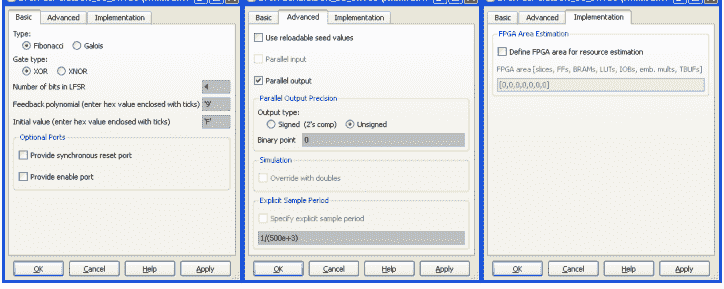 Basic Advanced Implementation
Type:
Fibonacci Galois
Gate type:
XOR XNOR
Number of bits in LFSR 4
Feedback polynomial (enter hex value enclosed with ticks) '9'
Initial value (enter hex value enclosed with ticks) 'F'
Optional Ports
Provide synchronous reset port
Provide enable port
OK Cancel Help Apply
Basic Advanced Implementation
Use reloadable seed values
Parallel input
Parallel output
Parallel Output Precision
Output type:
Signed (2's comp) Unsigned
Binary point 0
Simulation
Override with doubles
Explicit Sample Period
Specify explicit sample period
1/(500e+3)
OK Cancel Help Apply
Basic Advanced Implementation
FPGA Area Estimation
Define FPGA area for resource estimation
FPGA area [slices, FFs, BRAMs, LUTs, IOBs, emb. mults, TBUFs]
[0,0,0,0,0,0,0]
OK Cancel Help Apply